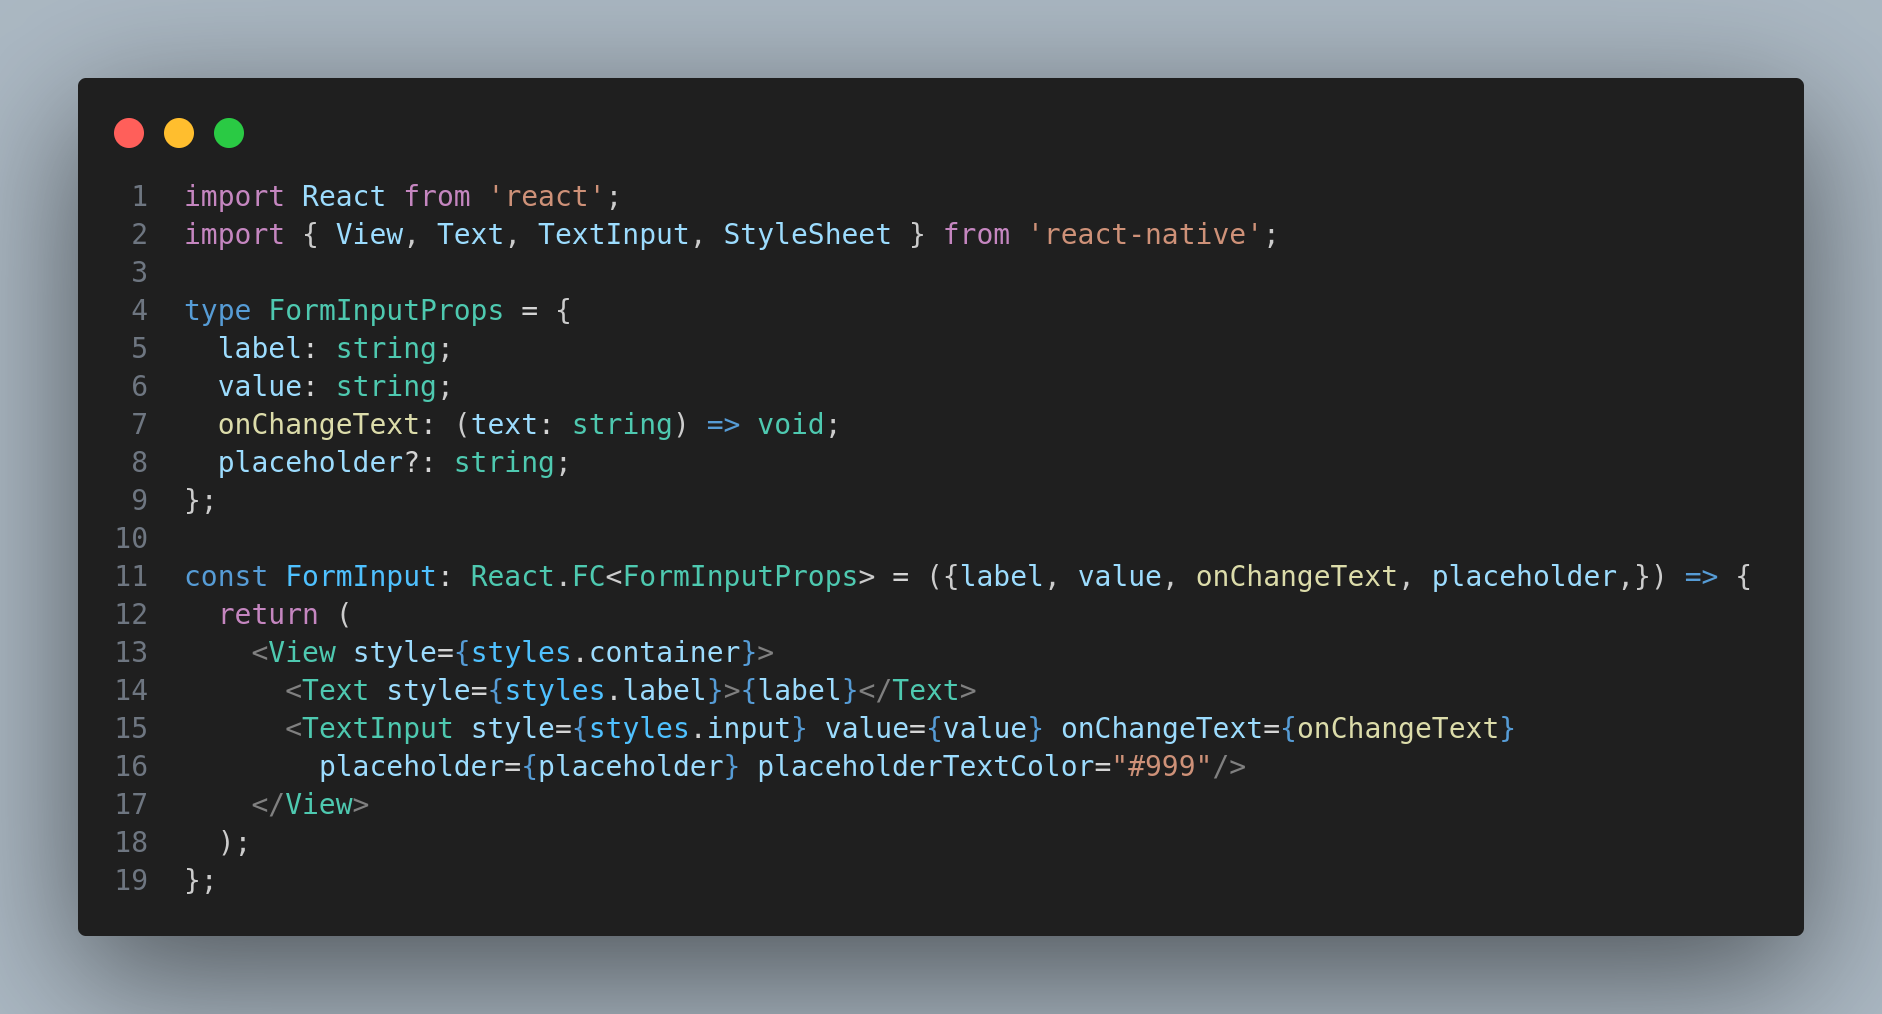 1 import React from 'react';
2 import { View, Text, TextInput, StyleSheet } from 'react-native';
3
4 type FormInputProps = {
5   label: string;
6   value: string;
7   onChangeText: (text: string) => void;
8   placeholder?: string;
9 };
10
11 const FormInput: React.FC<FormInputProps> = ({label, value, onChangeText, placeholder,}) => {
12   return (
13     <View style={styles.container}>
14       <Text style={styles.label}>{label}</Text>
15       <TextInput style={styles.input} value={value} onChangeText={onChangeText}
16         placeholder={placeholder} placeholderTextColor="#999"/>
17     </View>
18   );
19 };